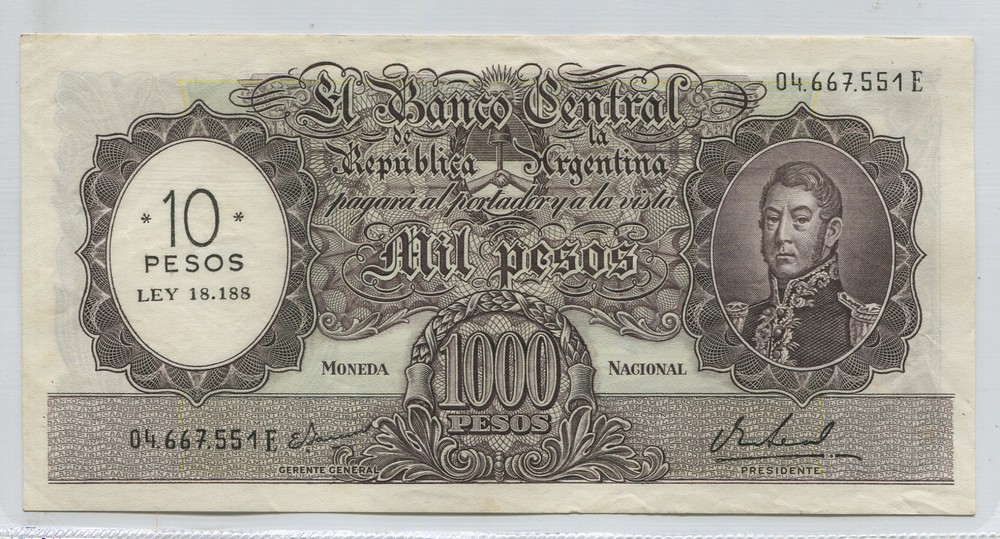 04.667.551 E
El Banco Central
de la
República Argentina
pagará al portador y a la vista
Mil pesos
* 10 *
PESOS
LEY 18.188
MONEDA NACIONAL
1000
PESOS
04.667.551 E
GERENTE GENERAL
PRESIDENTE